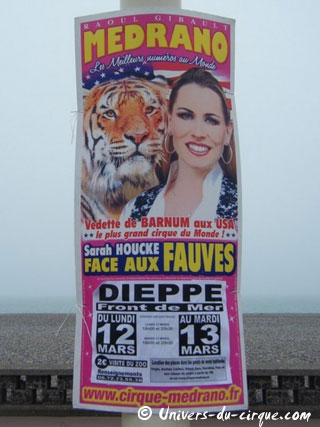 RAOUL GIBAULT
MEDRANO
Les Meilleurs numéros au Monde
Vedette de BARNUM aux USA
le plus grand cirque du Monde !
Sarah HOUCKE
FACE AUX FAUVES
DIEPPE
Front de Mer
DU LUNDI
12
MARS
AU MARDI
13
MARS
2€ VISITE DU ZOO
Renseignements
www.cirque-medrano.fr
© Univers-du-cirque.com